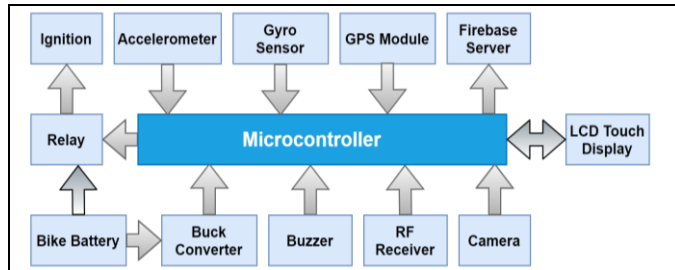 Ignition
Accelerometer
Gyro
Sensor
GPS Module
Firebase
Server
Relay
Microcontroller
LCD Touch
Display
Bike Battery
Buck
Converter
Buzzer
RF
Receiver
Camera